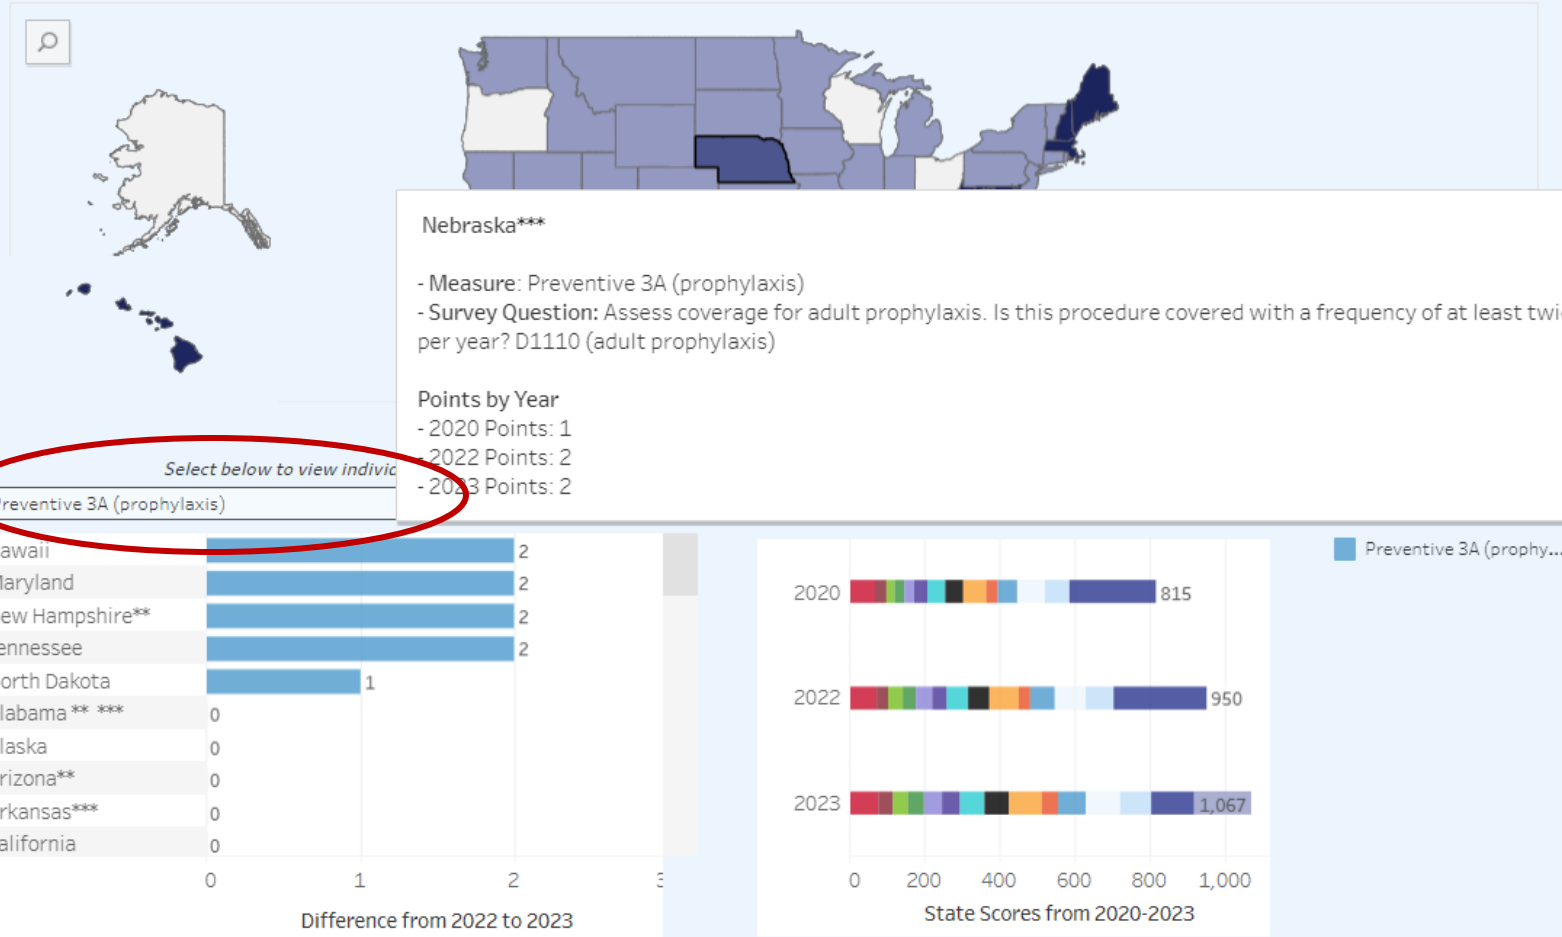 Nebraska***
- Measure: Preventive 3A (prophylaxis)
- Survey Question: Assess coverage for adult prophylaxis. Is this procedure covered with a frequency of at least twi
per year? D1110 (adult prophylaxis)
Points by Year
- 2020 Points: 1
- 2022 Points: 2
- 2023 Points: 2
Select below to view individ
reventive 3A (prophylaxis)
awaii 2
aryland 2
ew Hampshire** 2
ennessee 2
orth Dakota 1
labama ** *** 0
laska 0
rizona** 0
rkansas*** 0
alifornia 0
0 1 2 3
Difference from 2022 to 2023
2020 815
2022 950
2023 1,067
0 200 400 600 800 1,000
State Scores from 2020-2023
Preventive 3A (prophy...